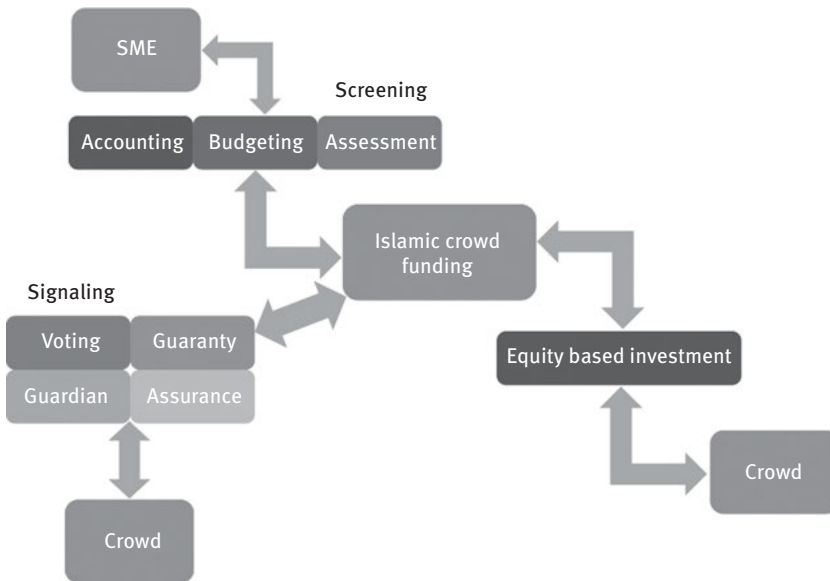 SME
Screening
Accounting Budgeting Assessment
Islamic crowd
funding
Signaling
Voting Guaranty
Guardian Assurance
Equity based investment
Crowd
Crowd